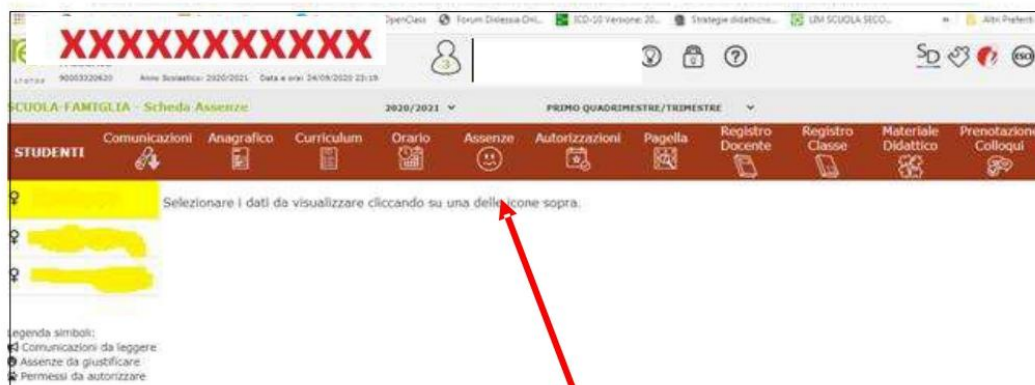 OpenClass Forum Dislessia Onl... ICD-10 Versione: 20... Strategie didattiche... LIM SCUOLA SECO... » Altri Preferiti
XXXXXXXXXXX
3 ? SD ESCI
90003320620 Anno Scolastico: 2020/2021 Data e ora: 24/09/2020 23:19
SCUOLA-FAMIGLIA - Scheda Assenze 2020/2021 PRIMO QUADRIMESTRE/TRIMESTRE
STUDENTI Comunicazioni Anagrafico Curriculum Orario Assenze Autorizzazioni Pagella Registro Docente Registro Classe Materiale Didattico Prenotazione Colloqui
Selezionare i dati da visualizzare cliccando su una delle icone sopra.
Legenda simboli:
Comunicazioni da leggere
Assenze da giustificare
Permessi da autorizzare